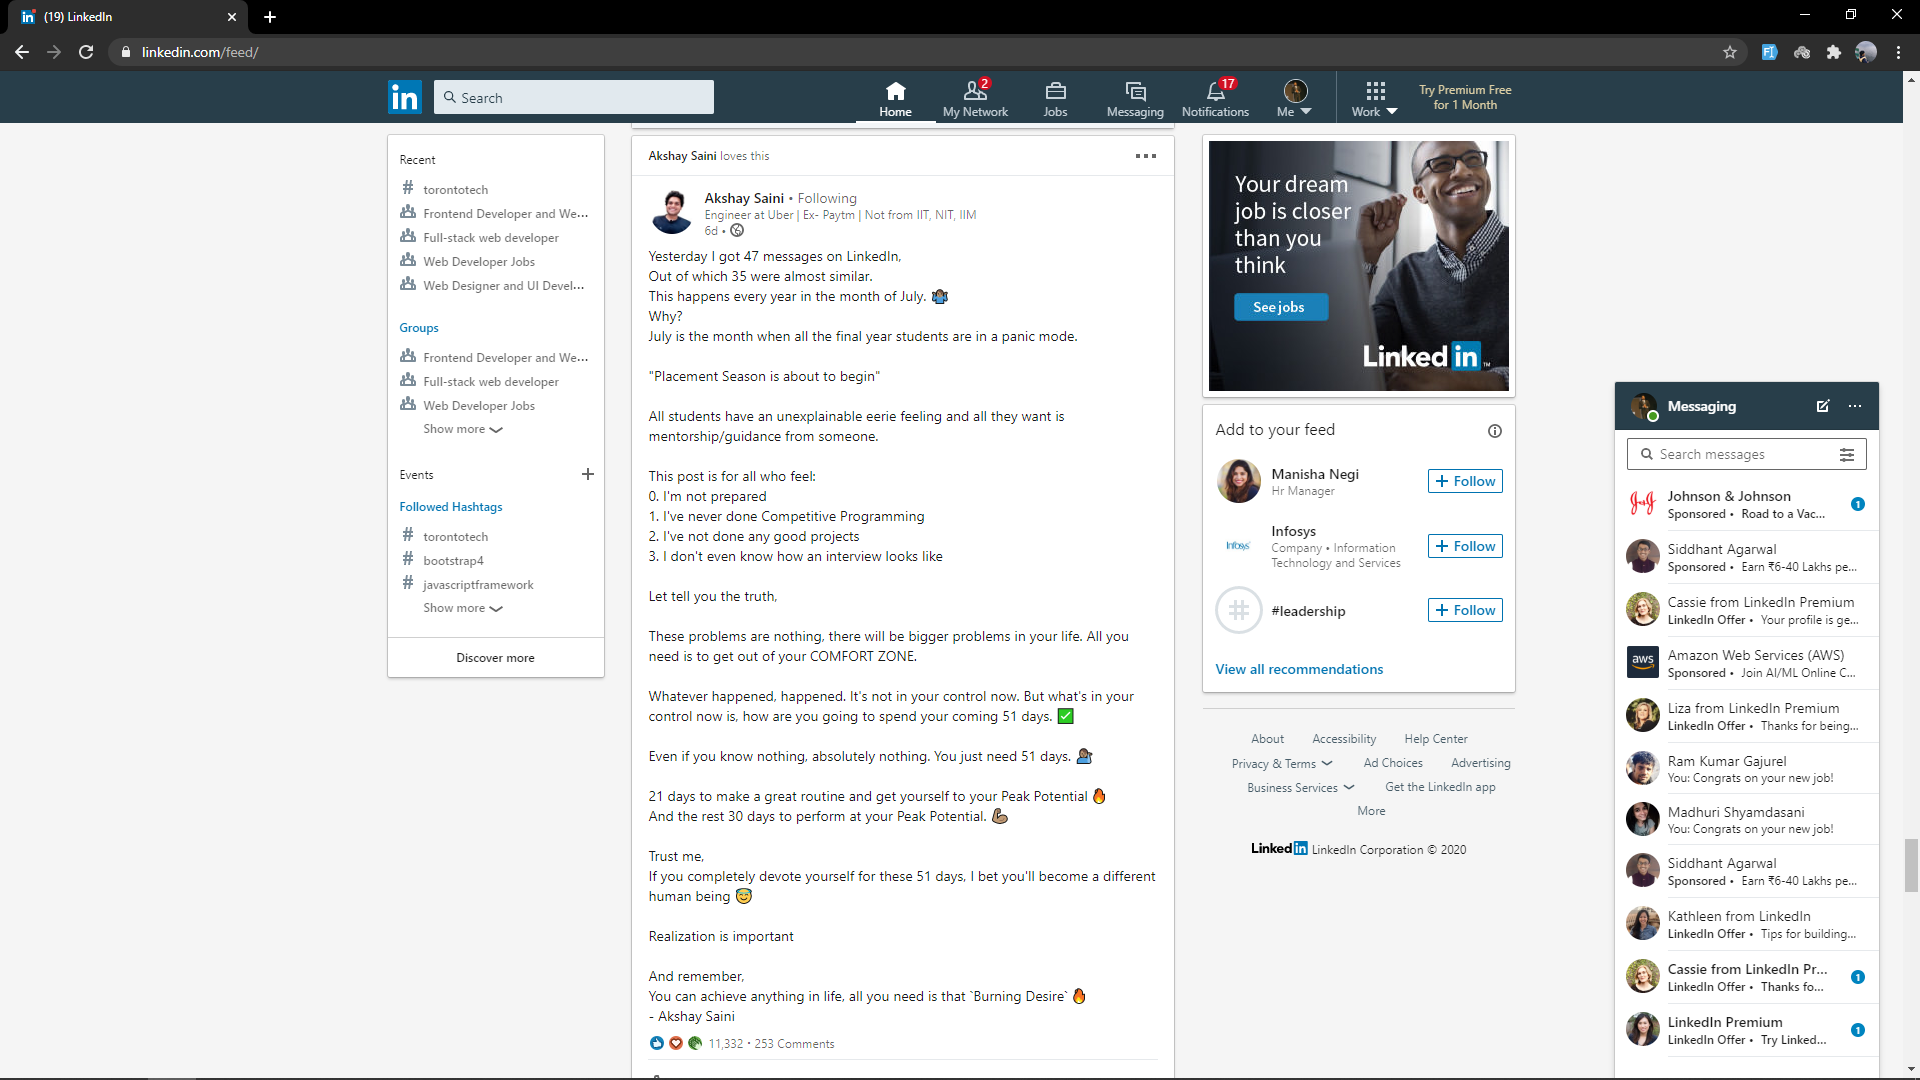 (19) LinkedIn
linkedin.com/feed/
in
Search
Home
2
My Network
Jobs
Messaging
17
Notifications
Me
Work
Try Premium Free
for 1 Month
Recent
# torontotech
Frontend Developer and We...
Full-stack web developer
Web Developer Jobs
Web Designer and UI Devel...
Groups
Frontend Developer and We...
Full-stack web developer
Web Developer Jobs
Show more
Events
Followed Hashtags
# torontotech
# bootstrap4
# javascriptframework
Show more
Discover more
Akshay Saini loves this
Akshay Saini • Following
Engineer at Uber | Ex- Paytm | Not from IIT, NIT, IIM
6d •
Yesterday I got 47 messages on LinkedIn,
Out of which 35 were almost similar.
This happens every year in the month of July. 🤷🏽‍♂️
Why?
July is the month when all the final year students are in a panic mode.
"Placement Season is about to begin"
All students have an unexplainable eerie feeling and all they want is
mentorship/guidance from someone.
This post is for all who feel:
0. I'm not prepared
1. I've never done Competitive Programming
2. I've not done any good projects
3. I don't even know how an interview looks like
Let tell you the truth,
These problems are nothing, there will be bigger problems in your life. All you
need is to get out of your COMFORT ZONE.
Whatever happened, happened. It's not in your control now. But what's in your
control now is, how are you going to spend your coming 51 days. ✅
Even if you know nothing, absolutely nothing. You just need 51 days. 💁🏽‍♂️
21 days to make a great routine and get yourself to your Peak Potential 🔥
And the rest 30 days to perform at your Peak Potential. 💪🏽
Trust me,
If you completely devote yourself for these 51 days, I bet you'll become a different
human being 😇
Realization is important
And remember,
You can achieve anything in life, all you need is that `Burning Desire` 🔥
- Akshay Saini
11,332 • 253 Comments
Your dream
job is closer
than you
think
See jobs
Linked in
Add to your feed
Manisha Negi
Hr Manager
+ Follow
Infosys
Infosys
Company • Information
Technology and Services
+ Follow
#
#leadership
+ Follow
View all recommendations
About Accessibility Help Center
Privacy & Terms Ad Choices Advertising
Business Services Get the LinkedIn app
More
Linked in LinkedIn Corporation © 2020
Messaging
Search messages
Johnson & Johnson
Sponsored • Road to a Vac...
1
Siddhant Agarwal
Sponsored • Earn ₹6-40 Lakhs pe...
Cassie from LinkedIn Premium
LinkedIn Offer • Your profile is ge...
aws
Amazon Web Services (AWS)
Sponsored • Join AI/ML Online C...
Liza from LinkedIn Premium
LinkedIn Offer • Thanks for being...
Ram Kumar Gajurel
You: Congrats on your new job!
Madhuri Shyamdasani
You: Congrats on your new job!
Siddhant Agarwal
Sponsored • Earn ₹6-40 Lakhs pe...
Kathleen from LinkedIn
LinkedIn Offer • Tips for building...
Cassie from LinkedIn Pr...
LinkedIn Offer • Thanks fo...
1
LinkedIn Premium
LinkedIn Offer • Try Linked...
1